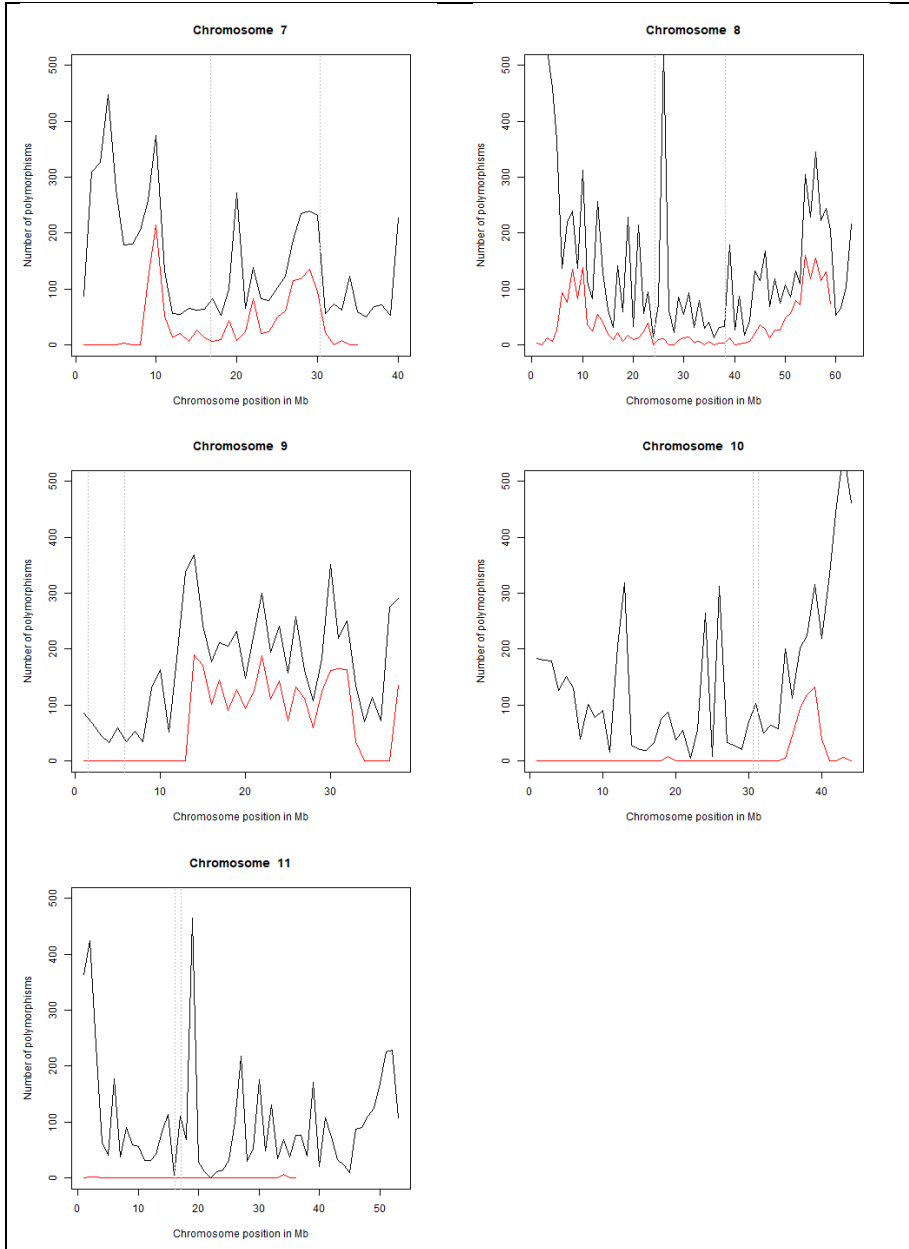 Chromosome 7
Number of polymorphisms
0 100 200 300 400 500
0 10 20 30 40
Chromosome position in Mb
Chromosome 8
Number of polymorphisms
0 100 200 300 400 500
0 10 20 30 40 50 60
Chromosome position in Mb
Chromosome 9
Number of polymorphisms
0 100 200 300 400 500
0 10 20 30
Chromosome position in Mb
Chromosome 10
Number of polymorphisms
0 100 200 300 400 500
0 10 20 30 40
Chromosome position in Mb
Chromosome 11
Number of polymorphisms
0 100 200 300 400 500
0 10 20 30 40 50
Chromosome position in Mb